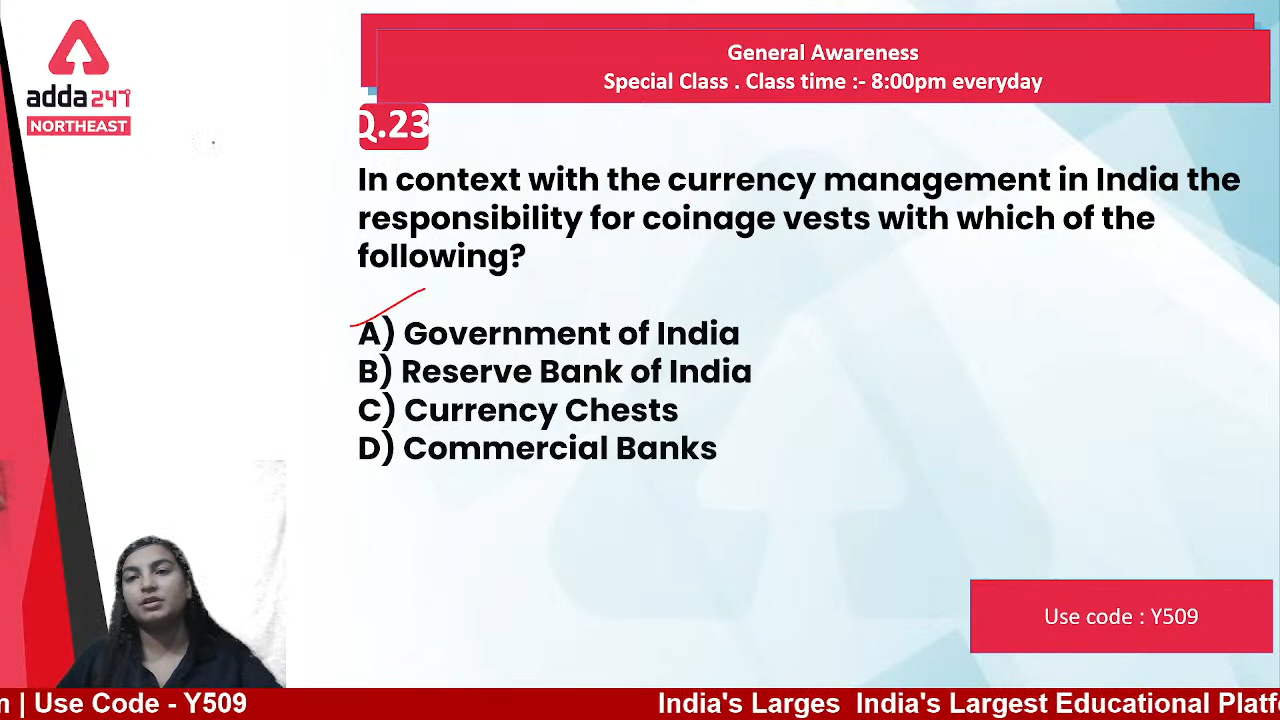 General Awareness
Special Class . Class time :- 8:00pm everyday
adda247
NORTHEAST
Q.23
In context with the currency management in India the
responsibility for coinage vests with which of the
following?
A) Government of India
B) Reserve Bank of India
C) Currency Chests
D) Commercial Banks
Use code : Y509
| Use Code - Y509
India's Larges India's Largest Educational